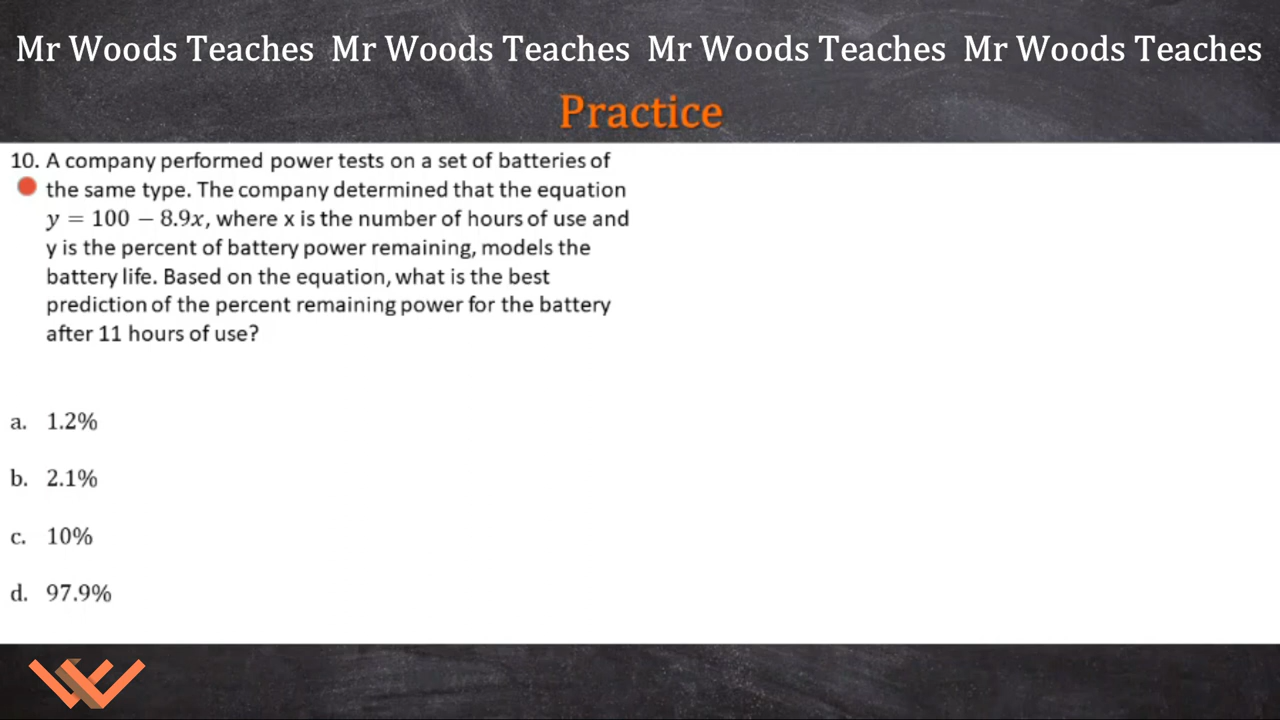 Mr Woods Teaches Mr Woods Teaches Mr Woods Teaches Mr Woods Teaches
Practice
10. A company performed power tests on a set of batteries of
the same type. The company determined that the equation
y = 100 − 8.9x, where x is the number of hours of use and
y is the percent of battery power remaining, models the
battery life. Based on the equation, what is the best
prediction of the percent remaining power for the battery
after 11 hours of use?
a. 1.2%
b. 2.1%
c. 10%
d. 97.9%